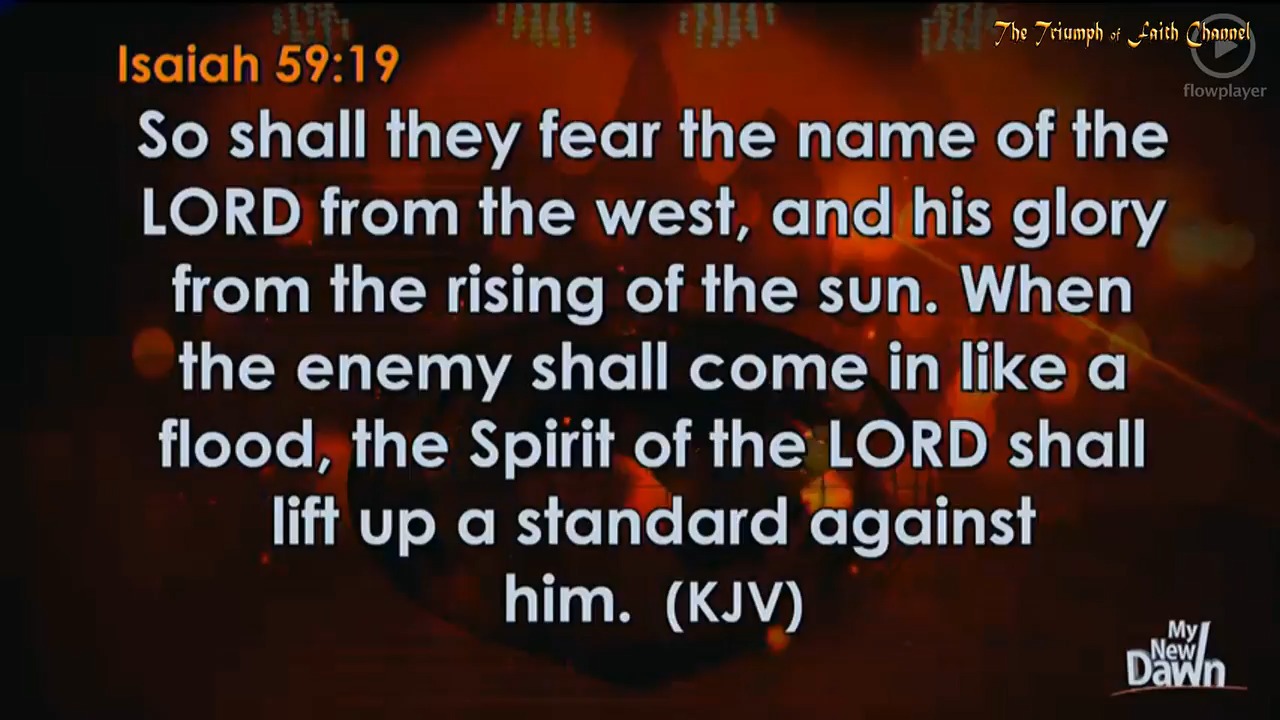 The Triumph of Faith Channel
flowplayer
Isaiah 59:19
So shall they fear the name of the
LORD from the west, and his glory
from the rising of the sun. When
the enemy shall come in like a
flood, the Spirit of the LORD shall
lift up a standard against
him. (KJV)
My
New
Dawn